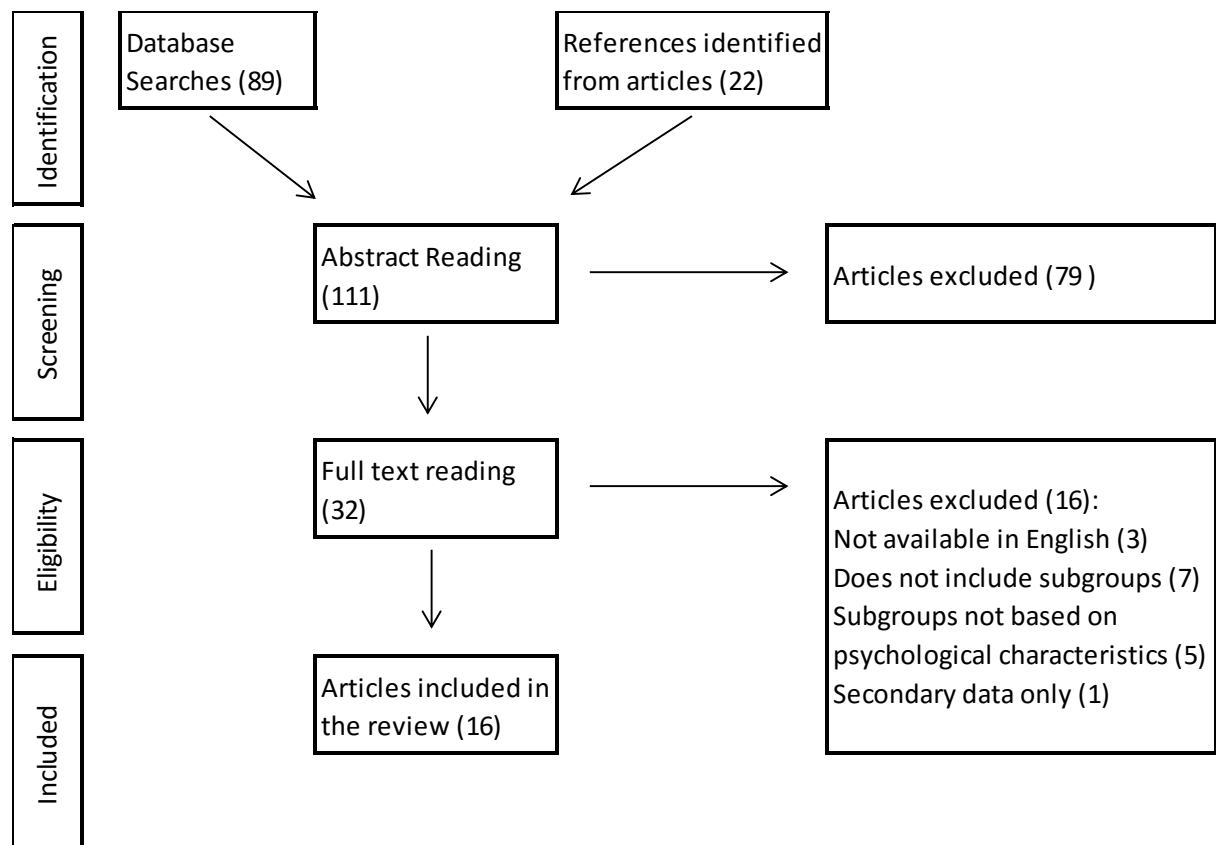 Identification
Database
Searches (89)
References identified
from articles (22)
Screening
Abstract Reading
(111)
Articles excluded (79 )
Eligibility
Full text reading
(32)
Articles excluded (16):
Not available in English (3)
Does not include subgroups (7)
Subgroups not based on
psychological characteristics (5)
Secondary data only (1)
Included
Articles included in
the review (16)